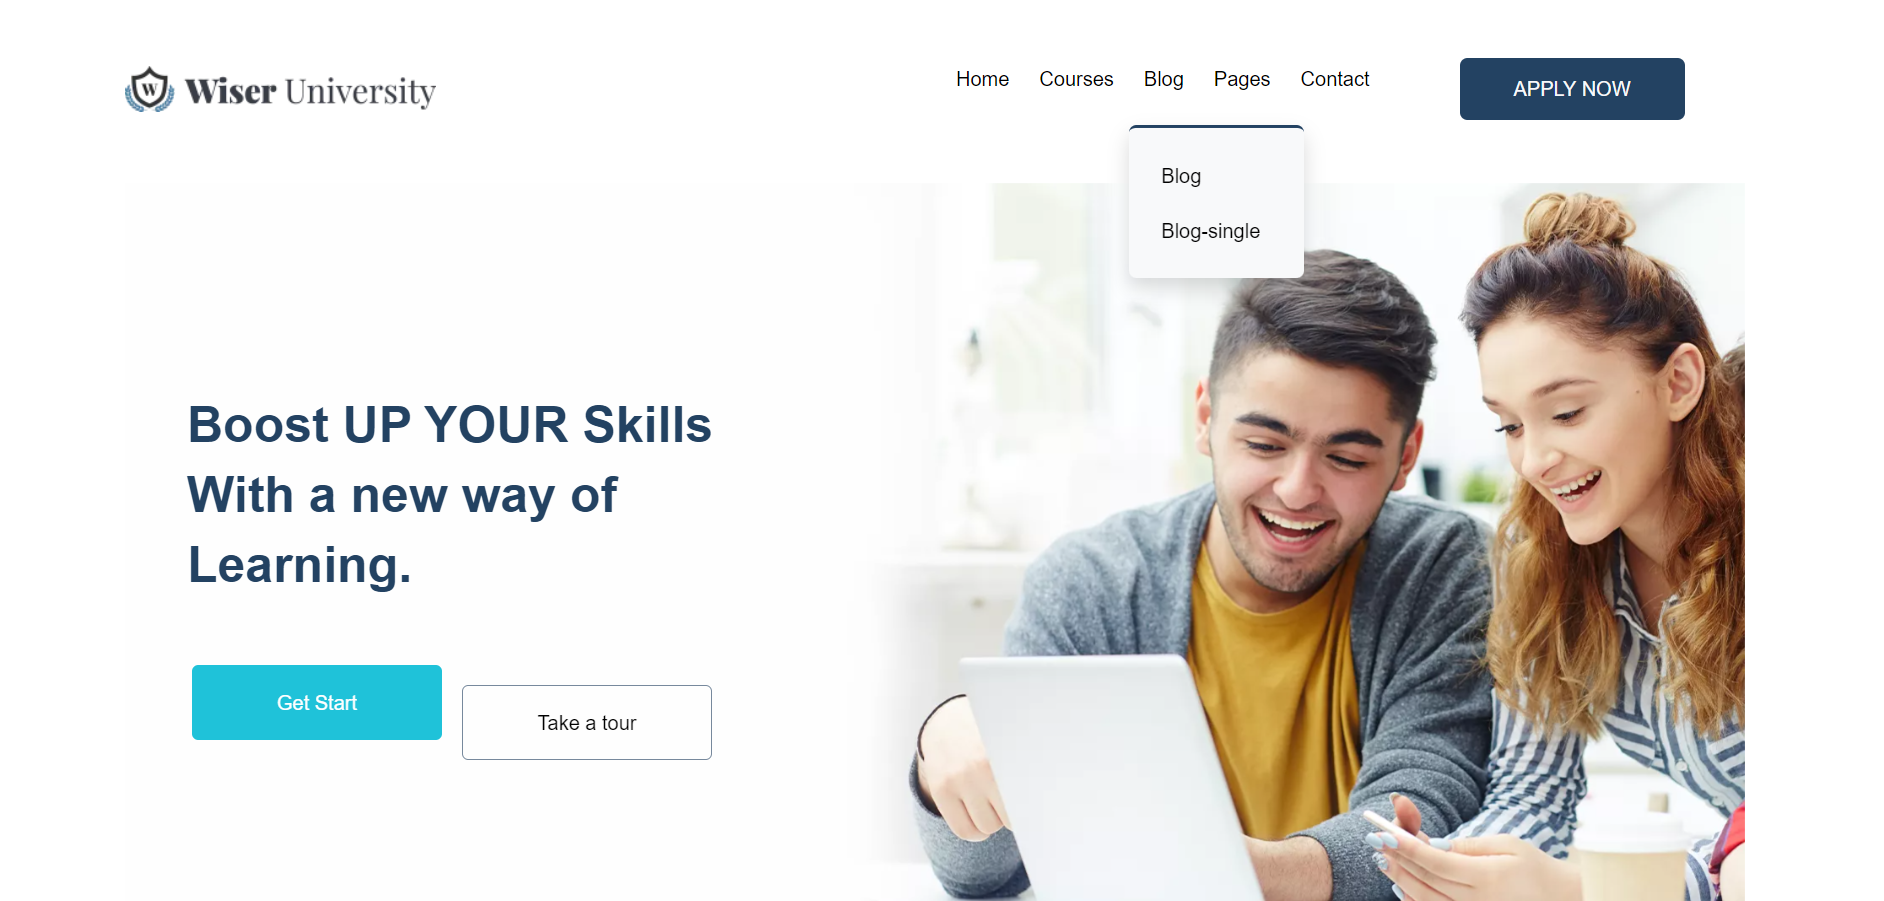 W Wiser University
Home Courses Blog Pages Contact
APPLY NOW
Blog
Blog-single
Boost UP YOUR Skills
With a new way of
Learning.
Get Start
Take a tour